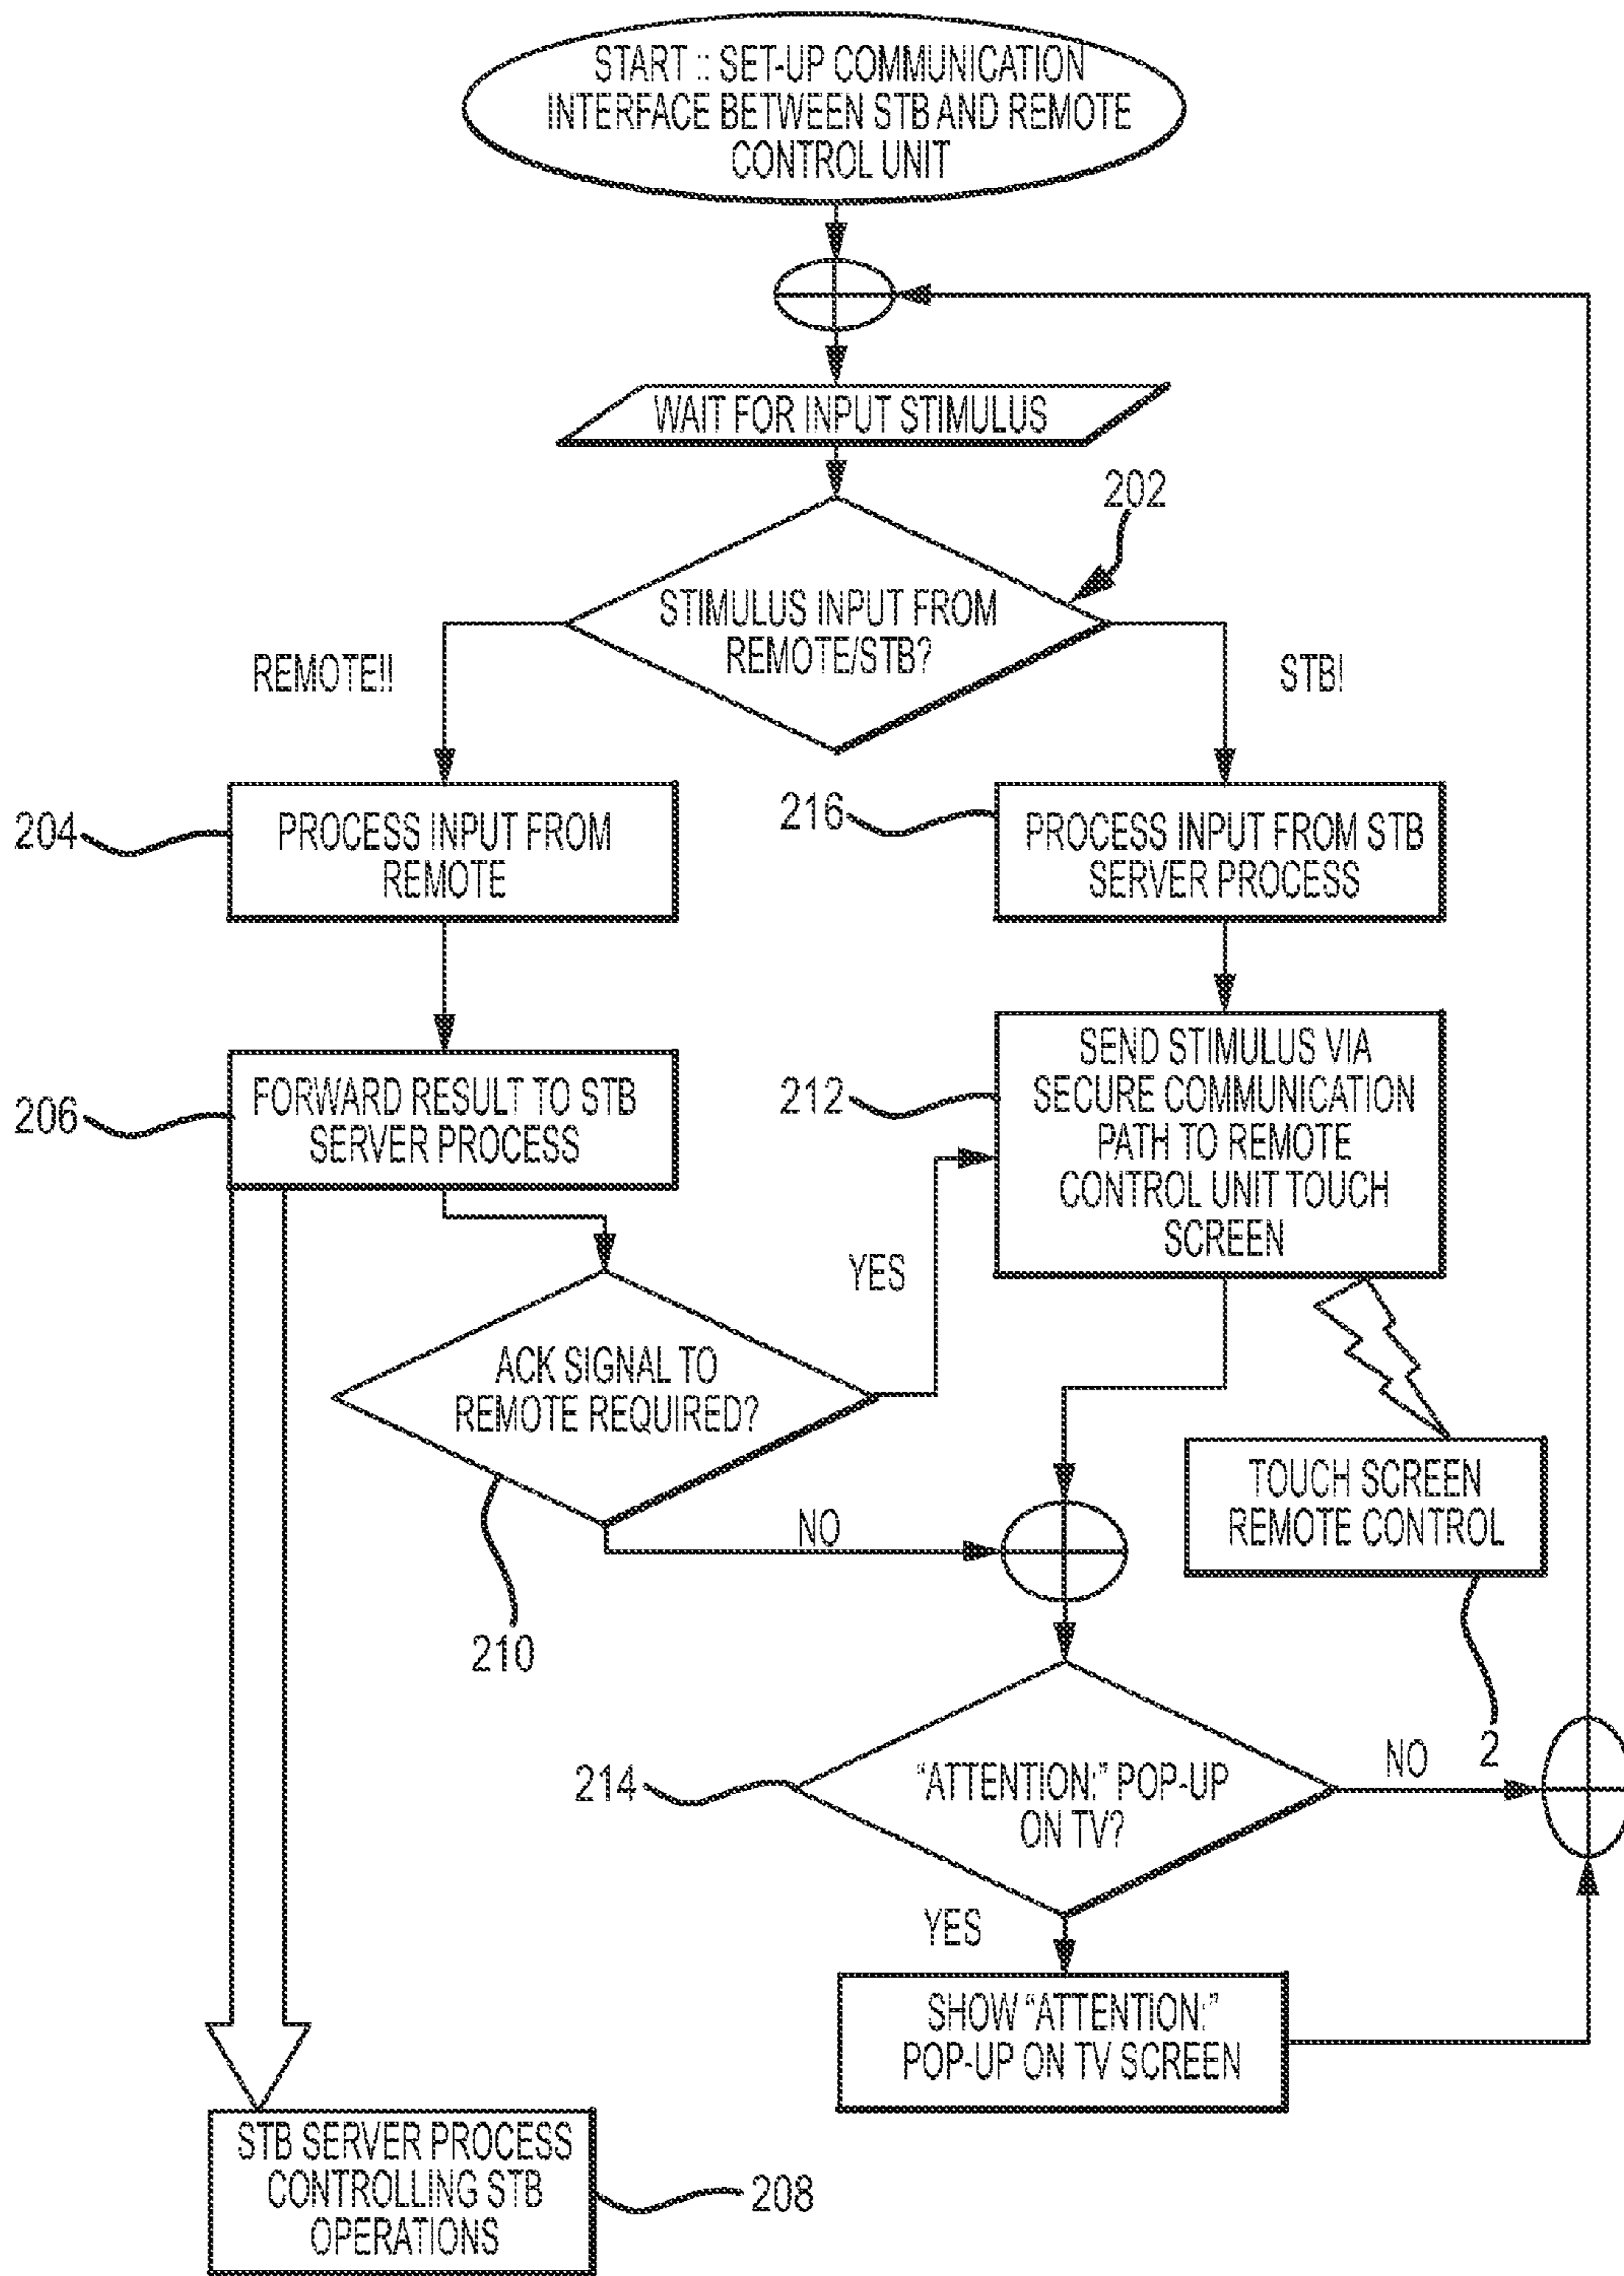 START :: SET-UP COMMUNICATION
INTERFACE BETWEEN STB AND REMOTE
CONTROL UNIT
WAIT FOR INPUT STIMULUS
202
STIMULUS INPUT FROM
REMOTE/STB?
REMOTE!!
STB!
204
PROCESS INPUT FROM
REMOTE
216
PROCESS INPUT FROM STB
SERVER PROCESS
206
FORWARD RESULT TO STB
SERVER PROCESS
212
SEND STIMULUS VIA
SECURE COMMUNICATION
PATH TO REMOTE
CONTROL UNIT TOUCH
SCREEN
YES
ACK SIGNAL TO
REMOTE REQUIRED?
210
NO
TOUCH SCREEN
REMOTE CONTROL
2
214
"ATTENTION:" POP-UP
ON TV?
NO
YES
SHOW "ATTENTION:"
POP-UP ON TV SCREEN
STB SERVER PROCESS
CONTROLLING STB
OPERATIONS
208